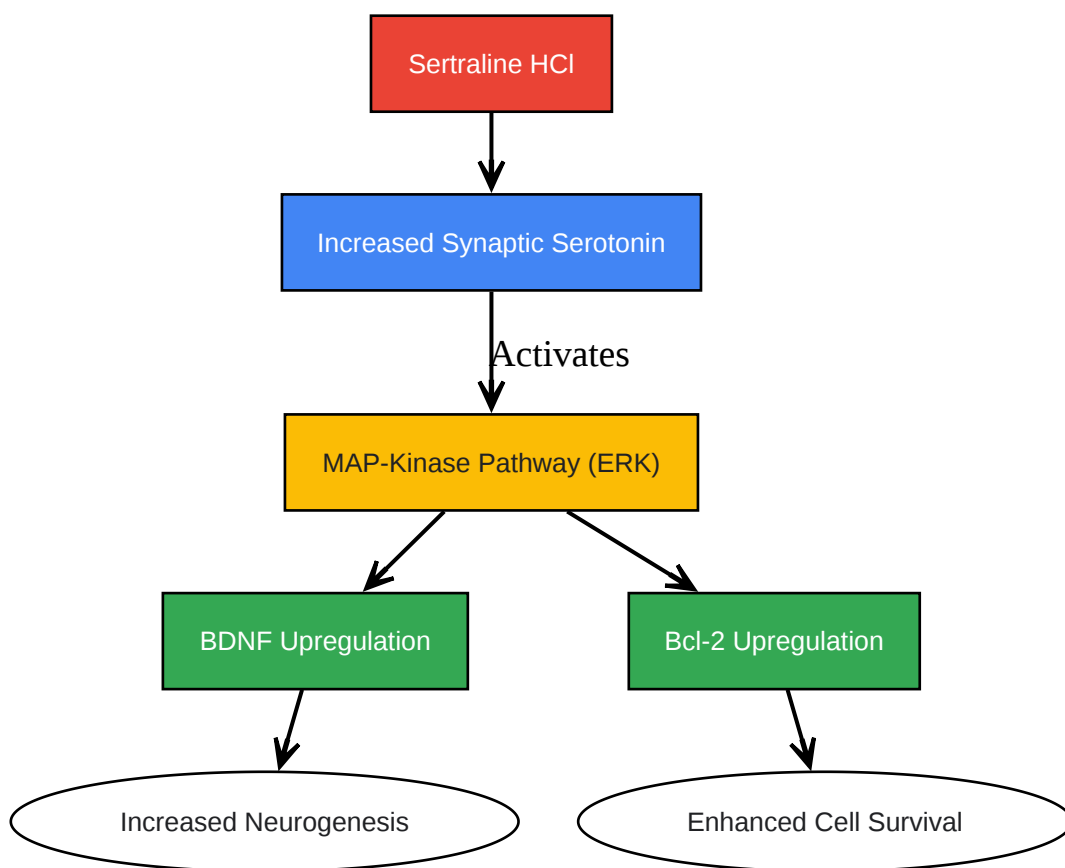 Sertraline HCl
Increased Synaptic Serotonin
Activates
MAP-Kinase Pathway (ERK)
BDNF Upregulation
Bcl-2 Upregulation
Increased Neurogenesis
Enhanced Cell Survival